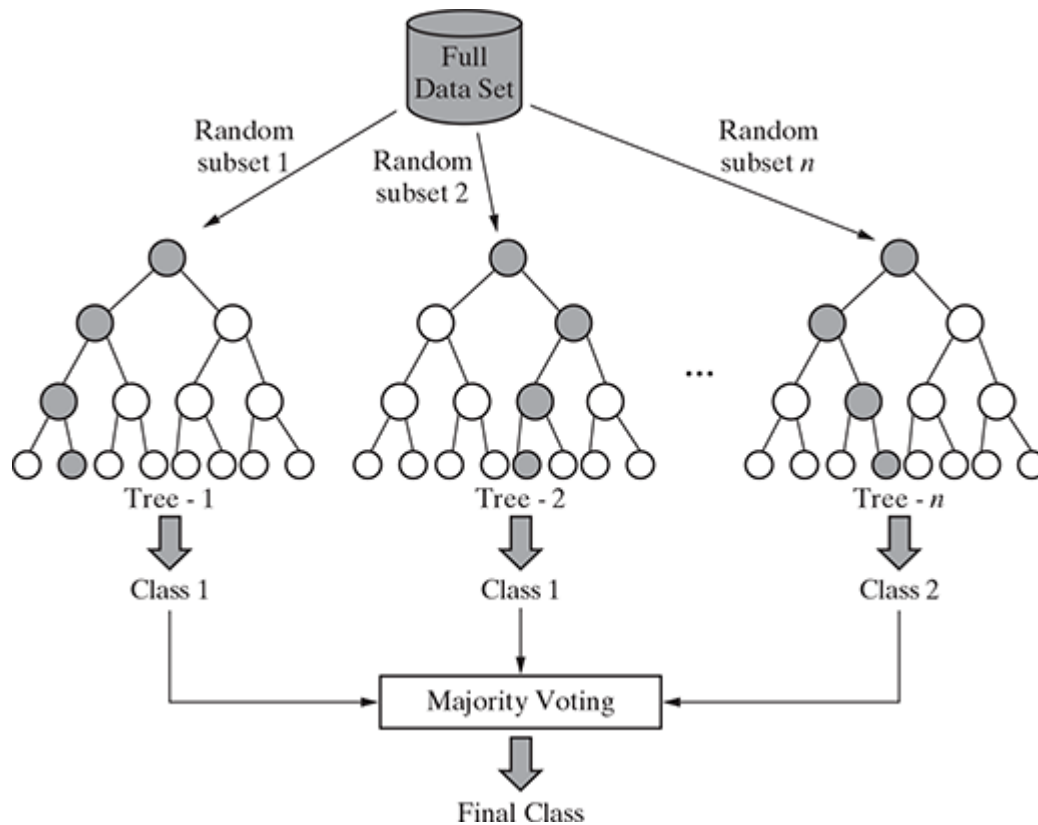 Full
Data Set
Random
subset 1
Random
subset 2
Random
subset n
...
Tree - 1
Tree - 2
Tree - n
Class 1
Class 1
Class 2
Majority Voting
Final Class